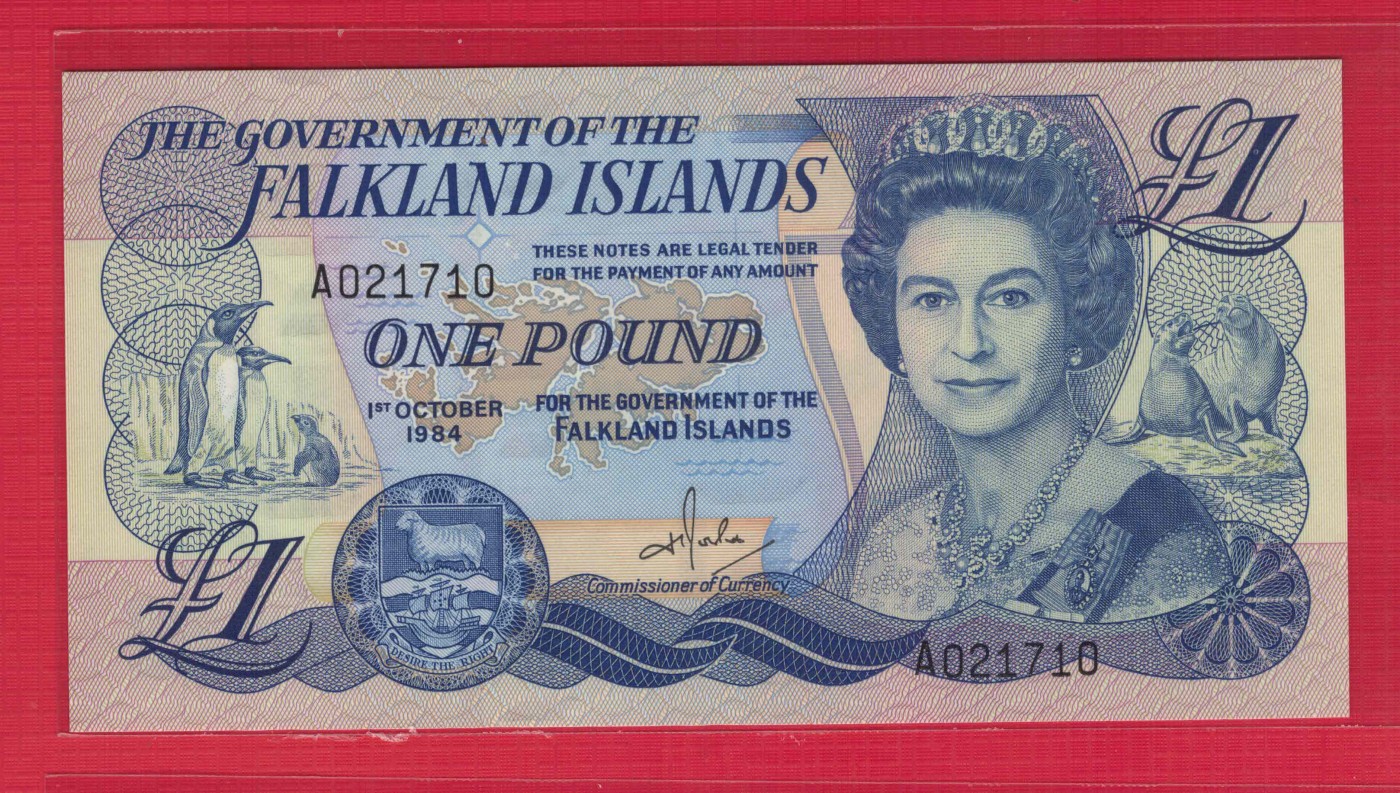 THE GOVERNMENT OF THE
FALKLAND ISLANDS
£1
THESE NOTES ARE LEGAL TENDER
FOR THE PAYMENT OF ANY AMOUNT
A021710
ONE POUND
1ST OCTOBER
1984
FOR THE GOVERNMENT OF THE
FALKLAND ISLANDS
Commissioner of Currency
£1
DESIRE THE RIGHT
A021710